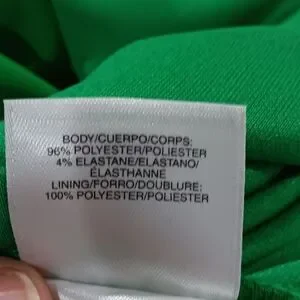 BODY/CUERPO/CORPS:
96% POLYESTER/POLIESTER
4% ELASTANE/ELASTANO/
ÉLASTHANNE
LINING/FORRO/DOUBLURE:
100% POLYESTER/POLIESTER